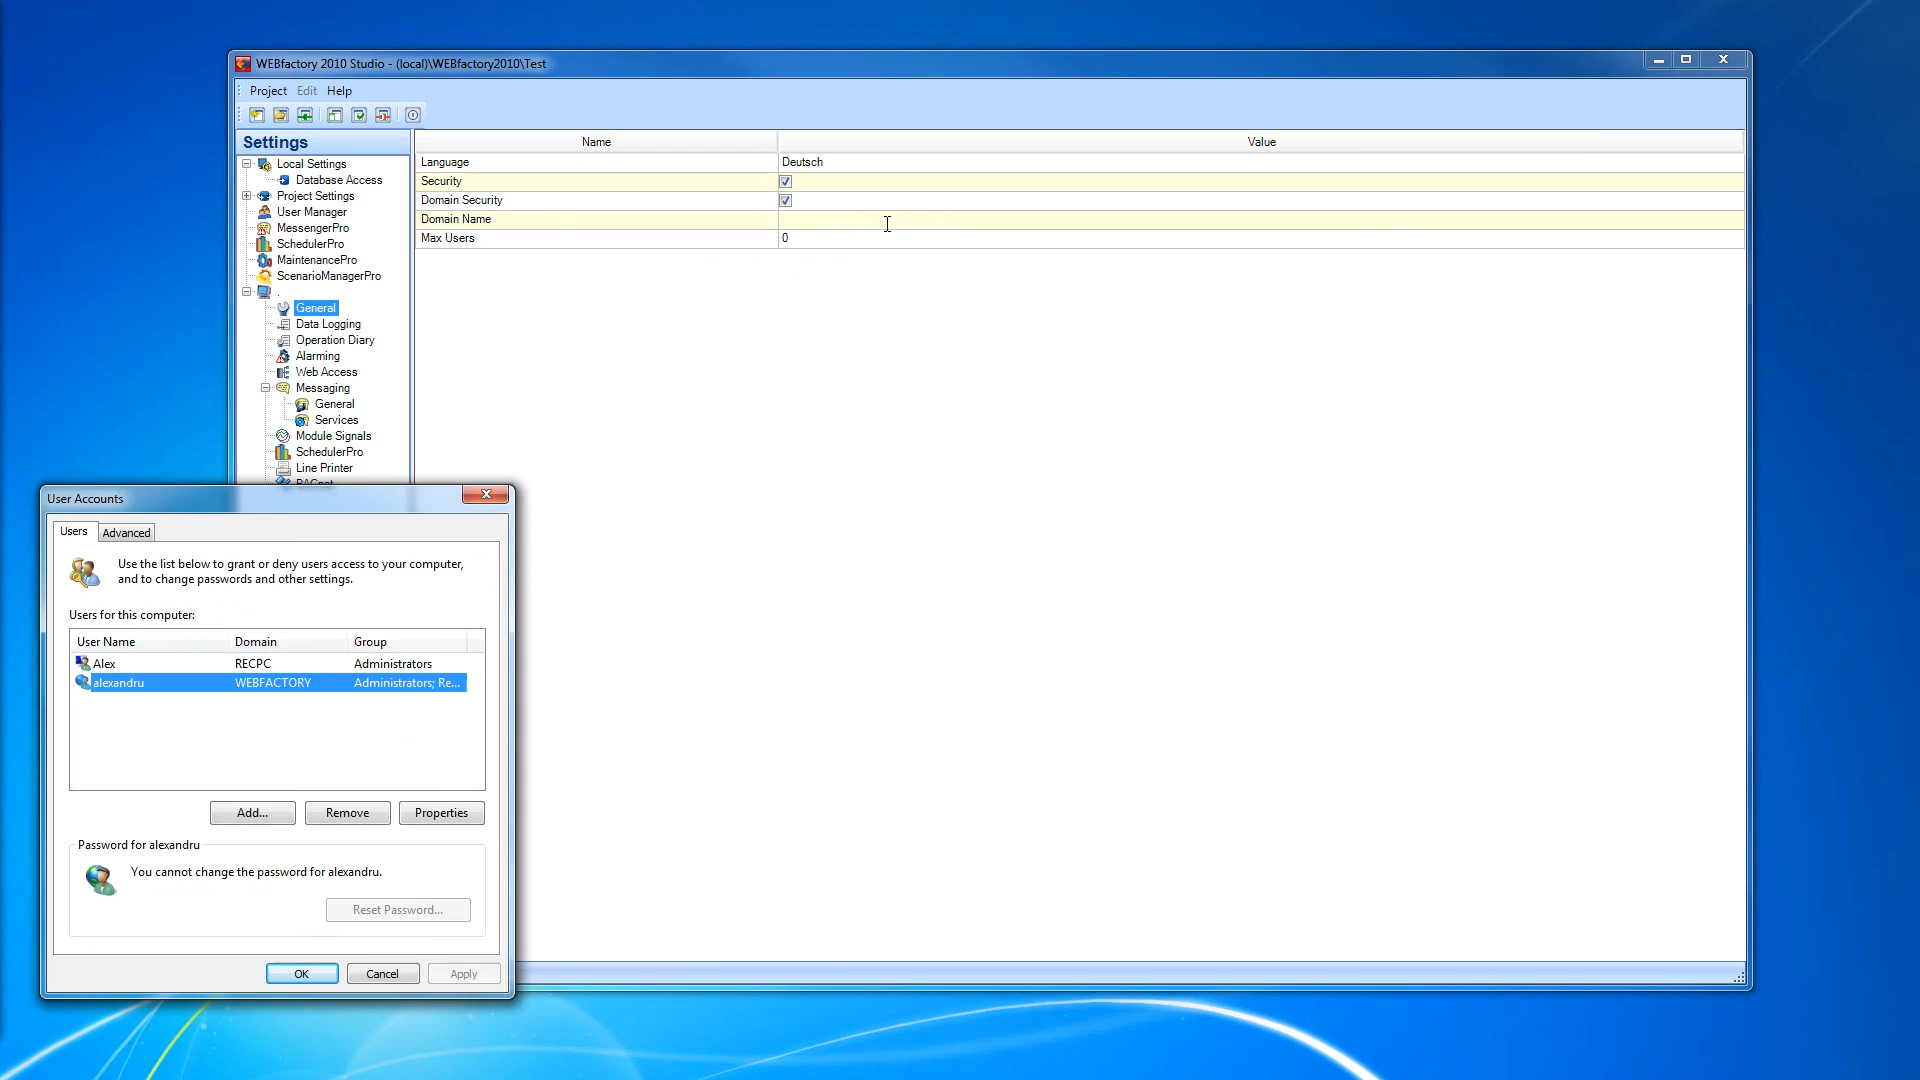 WEBfactory 2010 Studio - (local)\WEBfactory2010\Test
Project Edit Help
Settings
Local Settings
Database Access
Project Settings
User Manager
MessengerPro
SchedulerPro
MaintenancePro
ScenarioManagerPro
.
General
Data Logging
Operation Diary
Alarming
Web Access
Messaging
General
Services
Module Signals
SchedulerPro
Line Printer
BACnet
Name Value
Language Deutsch
Security
Domain Security
Domain Name
Max Users 0
User Accounts
Users Advanced
Use the list below to grant or deny users access to your computer,
and to change passwords and other settings.
Users for this computer:
User Name Domain Group
Alex RECPC Administrators
alexandru WEBFACTORY Administrators; Re...
Add... Remove Properties
Password for alexandru
You cannot change the password for alexandru.
Reset Password...
OK Cancel Apply